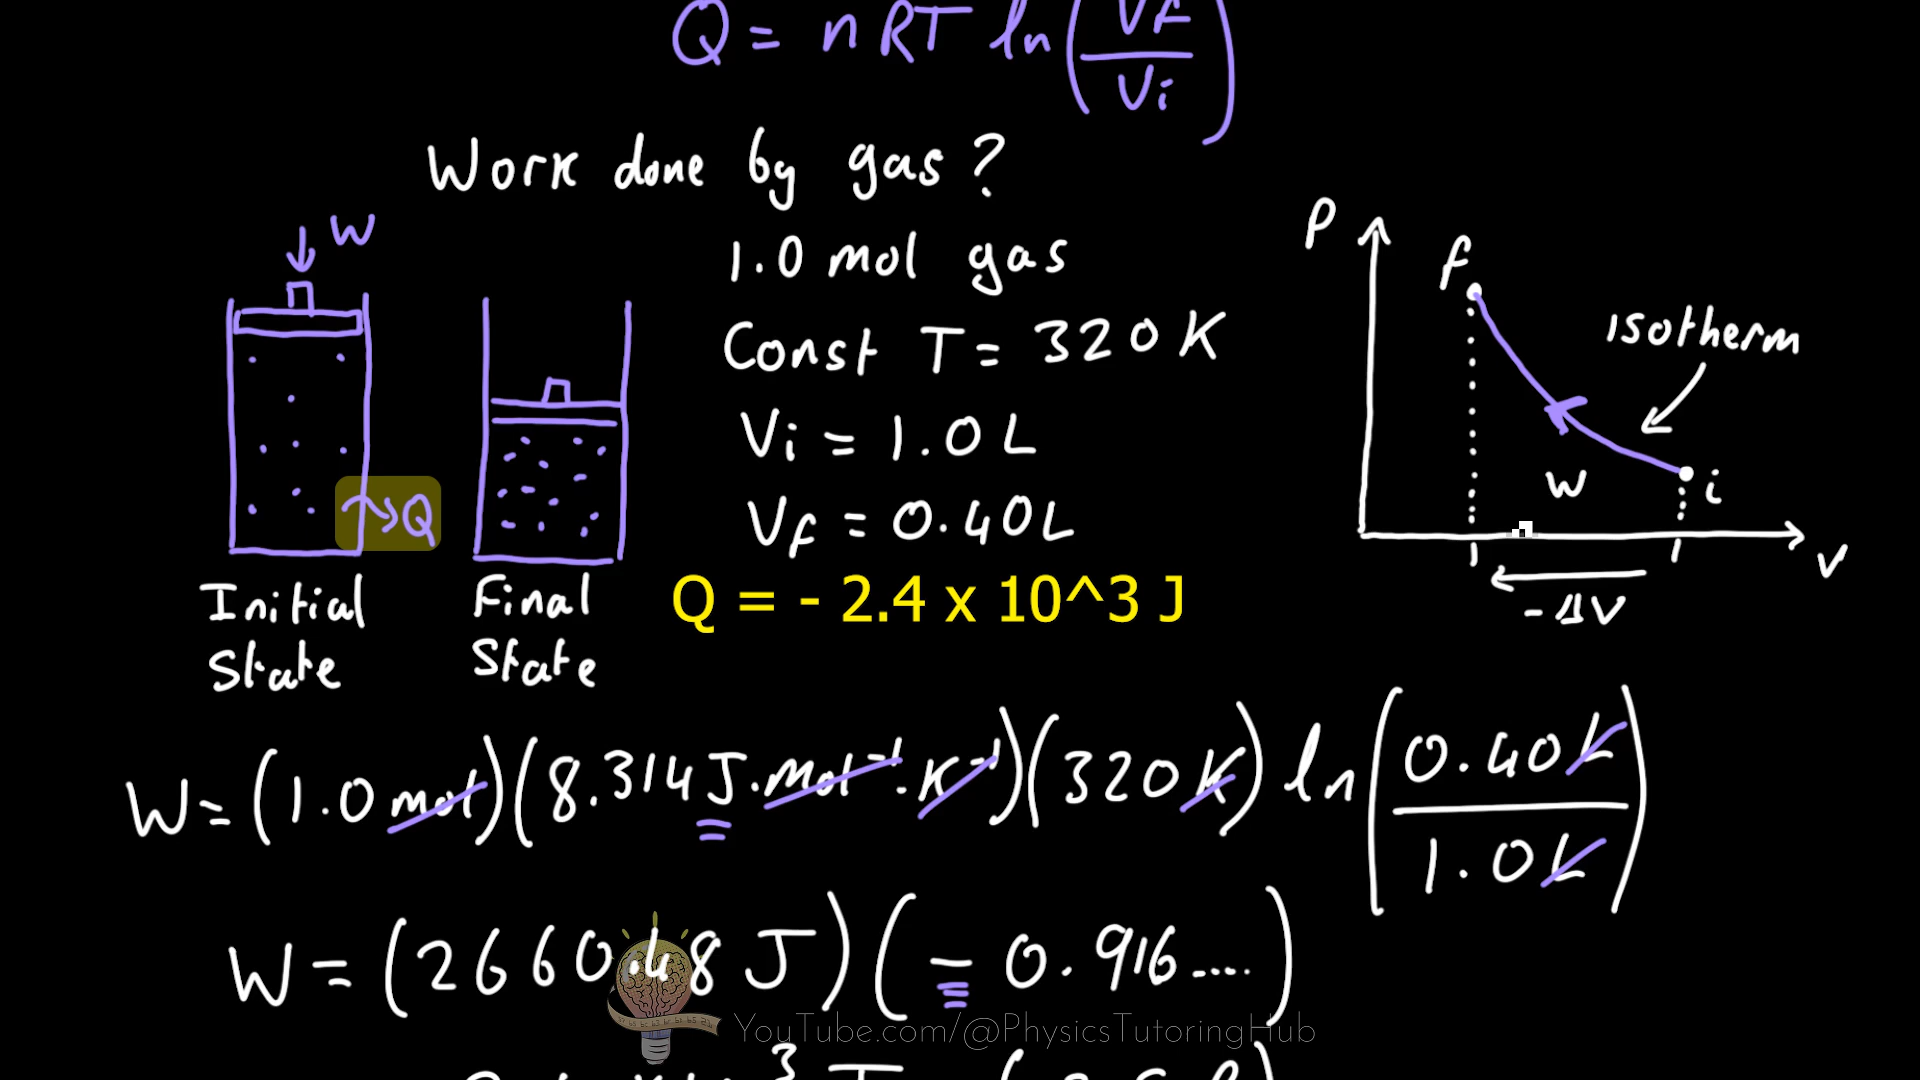 Q = nRT ln(Vf/Vi)
Work done by gas?
W
1.0 mol gas
Const T = 320 K
Vi = 1.0 L
Vf = 0.40 L
Q = - 2.4 x 10^3 J
Q
Initial State
Final State
P
f
isotherm
W
i
V
-ΔV
W = (1.0 mol)(8.314 J·mol⁻¹·K⁻¹)(320 K) ln(0.40 L/1.0 L)
W = (2660.48 J)(-0.916....)
YouTube.com/@PhysicsTutoringHub